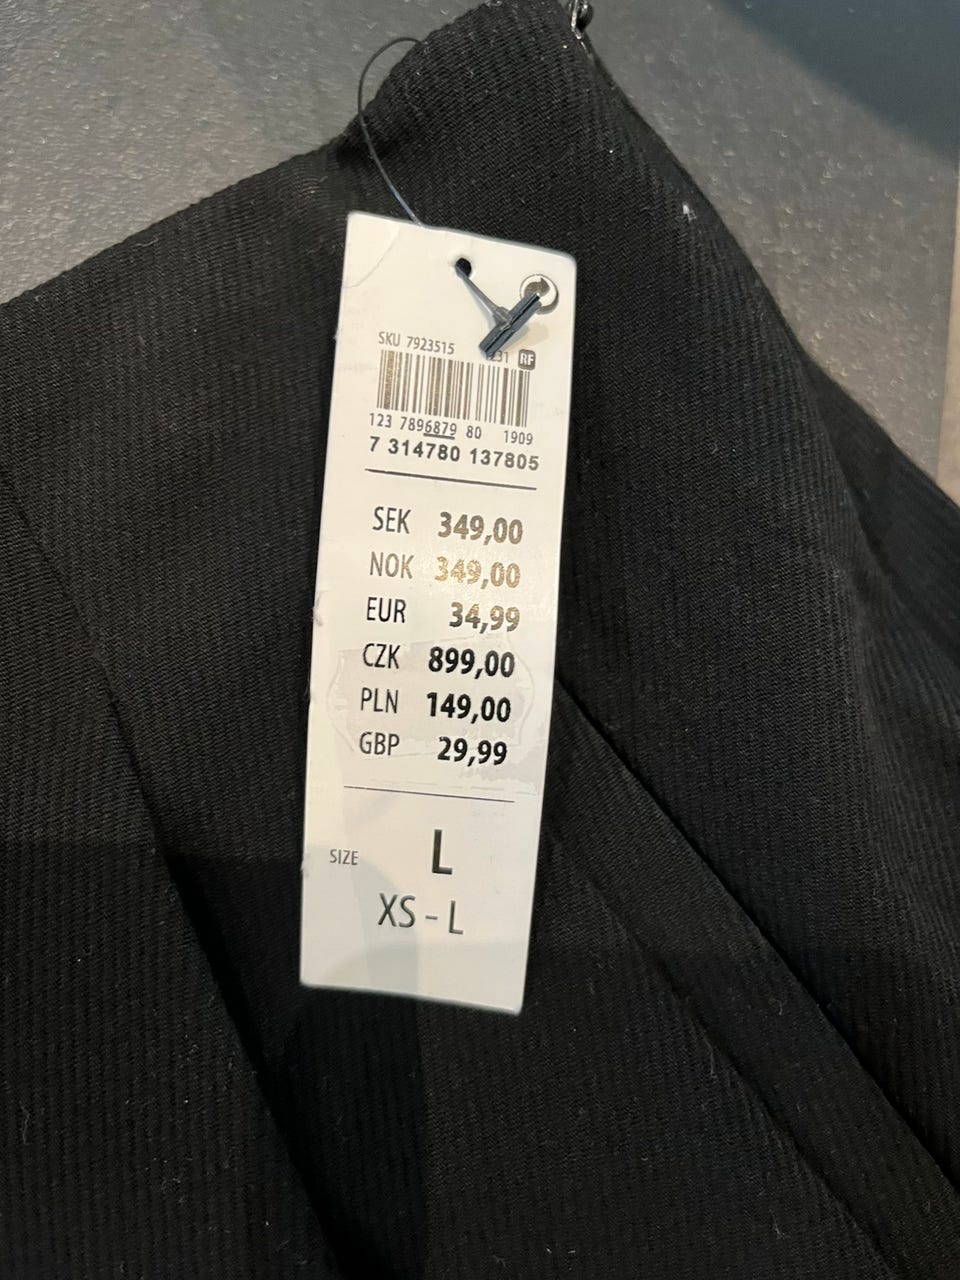 SKU 7923515 231 RF
123 7896879 80 1909
7 314780 137805
SEK 349,00
NOK 349,00
EUR 34,99
CZK 899,00
PLN 149,00
GBP 29,99
SIZE L
XS - L